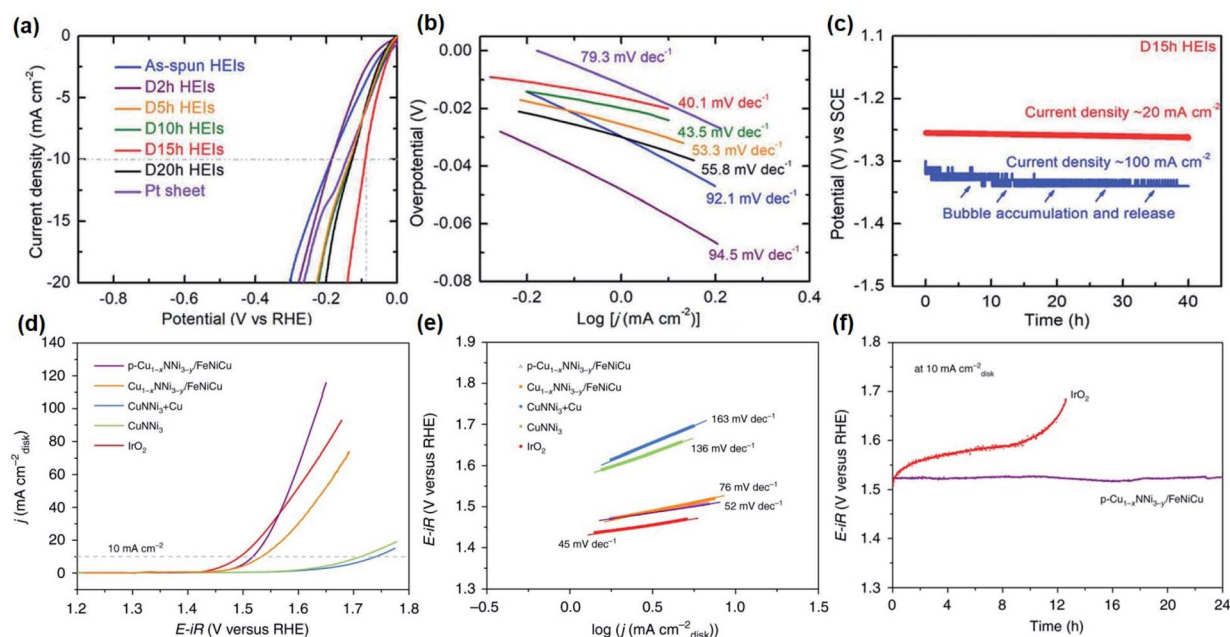 (a)
Current density (mA cm⁻²)
0
-5
-10
-15
-20
As-spun HEIs
D2h HEIs
D5h HEIs
D10h HEIs
D15h HEIs
D20h HEIs
Pt sheet
-0.8 -0.6 -0.4 -0.2 0.0
Potential (V vs RHE)
(b)
Overpotential (V)
0.00
-0.02
-0.04
-0.06
-0.08
79.3 mV dec⁻¹
40.1 mV dec⁻¹
43.5 mV dec⁻¹
53.3 mV dec⁻¹
55.8 mV dec⁻¹
92.1 mV dec⁻¹
94.5 mV dec⁻¹
-0.2 0.0 0.2 0.4
Log [j (mA cm⁻²)]
(c)
Potential (V) vs SCE
-1.1
-1.2
-1.3
-1.4
-1.5
D15h HEIs
Current density ~20 mA cm⁻²
Current density ~100 mA cm⁻²
Bubble accumulation and release
0 10 20 30 40
Time (h)
(d)
j (mA cm⁻²disk)
140
120
100
80
60
40
20
0
p-Cu₁₋ₓNNi₃₋ᵧ/FeNiCu
Cu₁₋ₓNNi₃₋ᵧ/FeNiCu
CuNNi₃+Cu
CuNNi₃
IrO₂
10 mA cm⁻²
1.2 1.3 1.4 1.5 1.6 1.7 1.8
E-iR (V versus RHE)
(e)
E-iR (V versus RHE)
1.9
1.8
1.7
1.6
1.5
1.4
1.3
p-Cu₁₋ₓNNi₃₋ᵧ/FeNiCu
Cu₁₋ₓNNi₃₋ᵧ/FeNiCu
CuNNi₃+Cu
CuNNi₃
IrO₂
163 mV dec⁻¹
136 mV dec⁻¹
76 mV dec⁻¹
52 mV dec⁻¹
45 mV dec⁻¹
−0.5 0.0 0.5 1.0 1.5
log (j (mA cm⁻²disk))
(f)
E-iR (V versus RHE)
1.8
1.7
1.6
1.5
1.4
1.3
at 10 mA cm⁻²disk
IrO₂
p-Cu₁₋ₓNNi₃₋ᵧ/FeNiCu
0 4 8 12 16 20 24
Time (h)